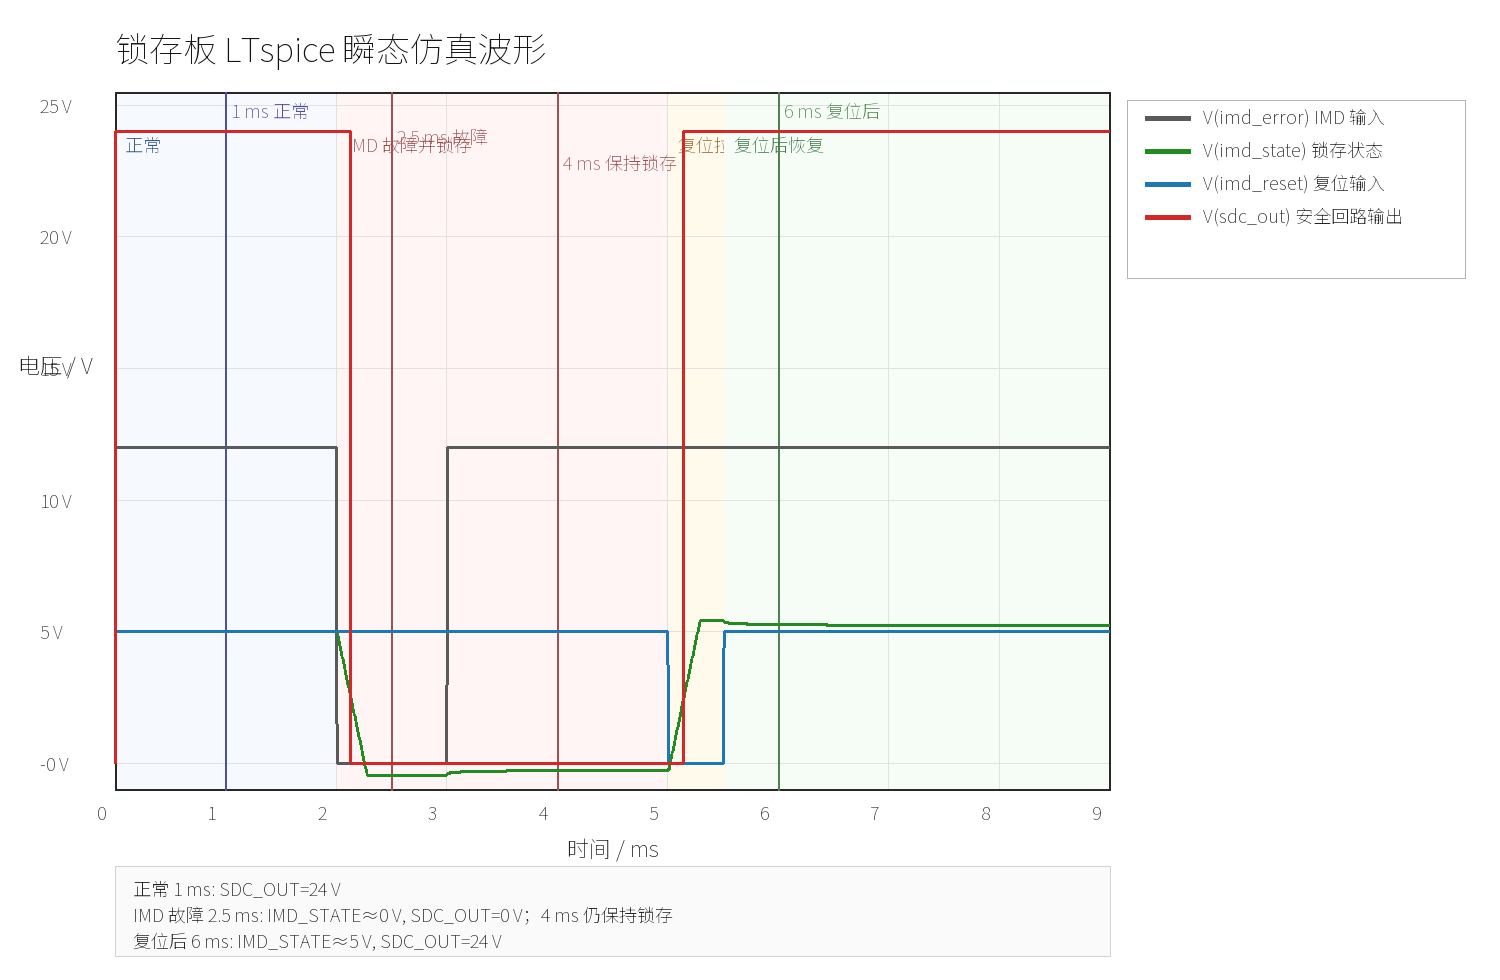 锁存板 LTspice 瞬态仿真波形
25 V
20 V
15 V
10 V
5 V
-0 V
电压 / V
1 ms 正常
正常
2.5 ms 故障
MD 故障并锁存
4 ms 保持锁存
复位拉
6 ms 复位后
复位后恢复
V(imd_error) IMD 输入
V(imd_state) 锁存状态
V(imd_reset) 复位输入
V(sdc_out) 安全回路输出
0 1 2 3 4 5 6 7 8 9
时间 / ms
正常 1 ms: SDC_OUT=24 V
IMD 故障 2.5 ms: IMD_STATE≈0 V, SDC_OUT=0 V；4 ms 仍保持锁存
复位后 6 ms: IMD_STATE≈5 V, SDC_OUT=24 V